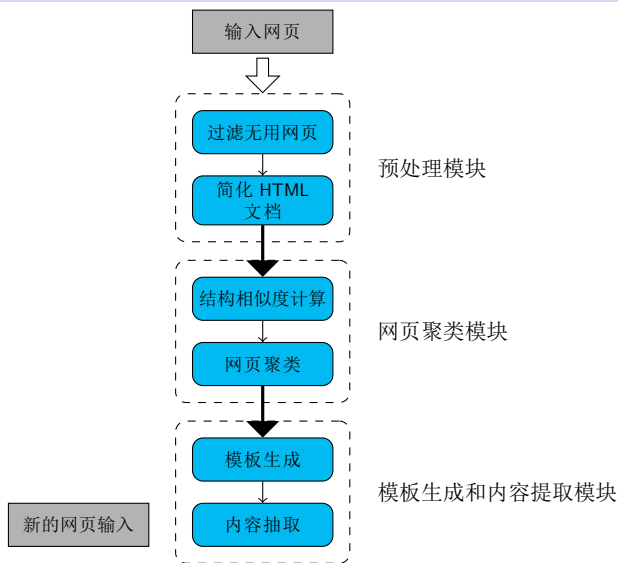 输入网页
过滤无用网页
预处理模块
简化 HTML
文档
结构相似度计算
网页聚类模块
网页聚类
模板生成
模板生成和内容提取模块
新的网页输入
内容抽取